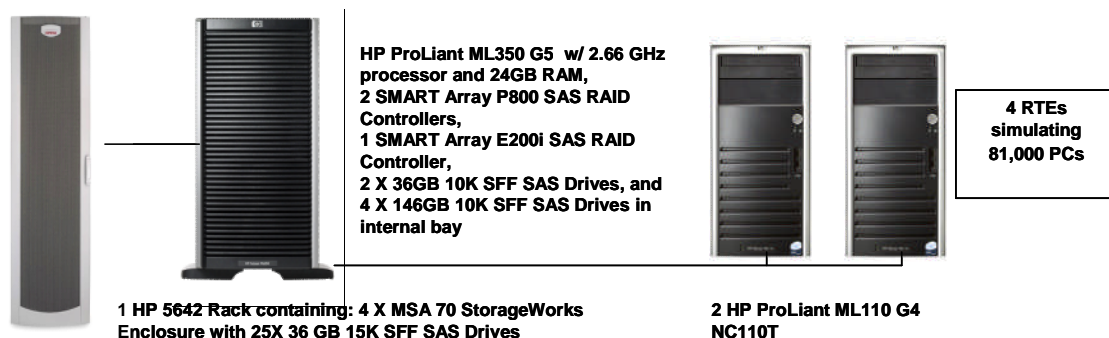 HP ProLiant ML350 G5 w/ 2.66 GHz
processor and 24GB RAM,
2 SMART Array P800 SAS RAID
Controllers,
1 SMART Array E200i SAS RAID
Controller,
2 X 36GB 10K SFF SAS Drives, and
4 X 146GB 10K SFF SAS Drives in
internal bay
4 RTEs
simulating
81,000 PCs
1 HP 5642 Rack containing: 4 X MSA 70 StorageWorks
Enclosure with 25X 36 GB 15K SFF SAS Drives
2 HP ProLiant ML110 G4
NC110T